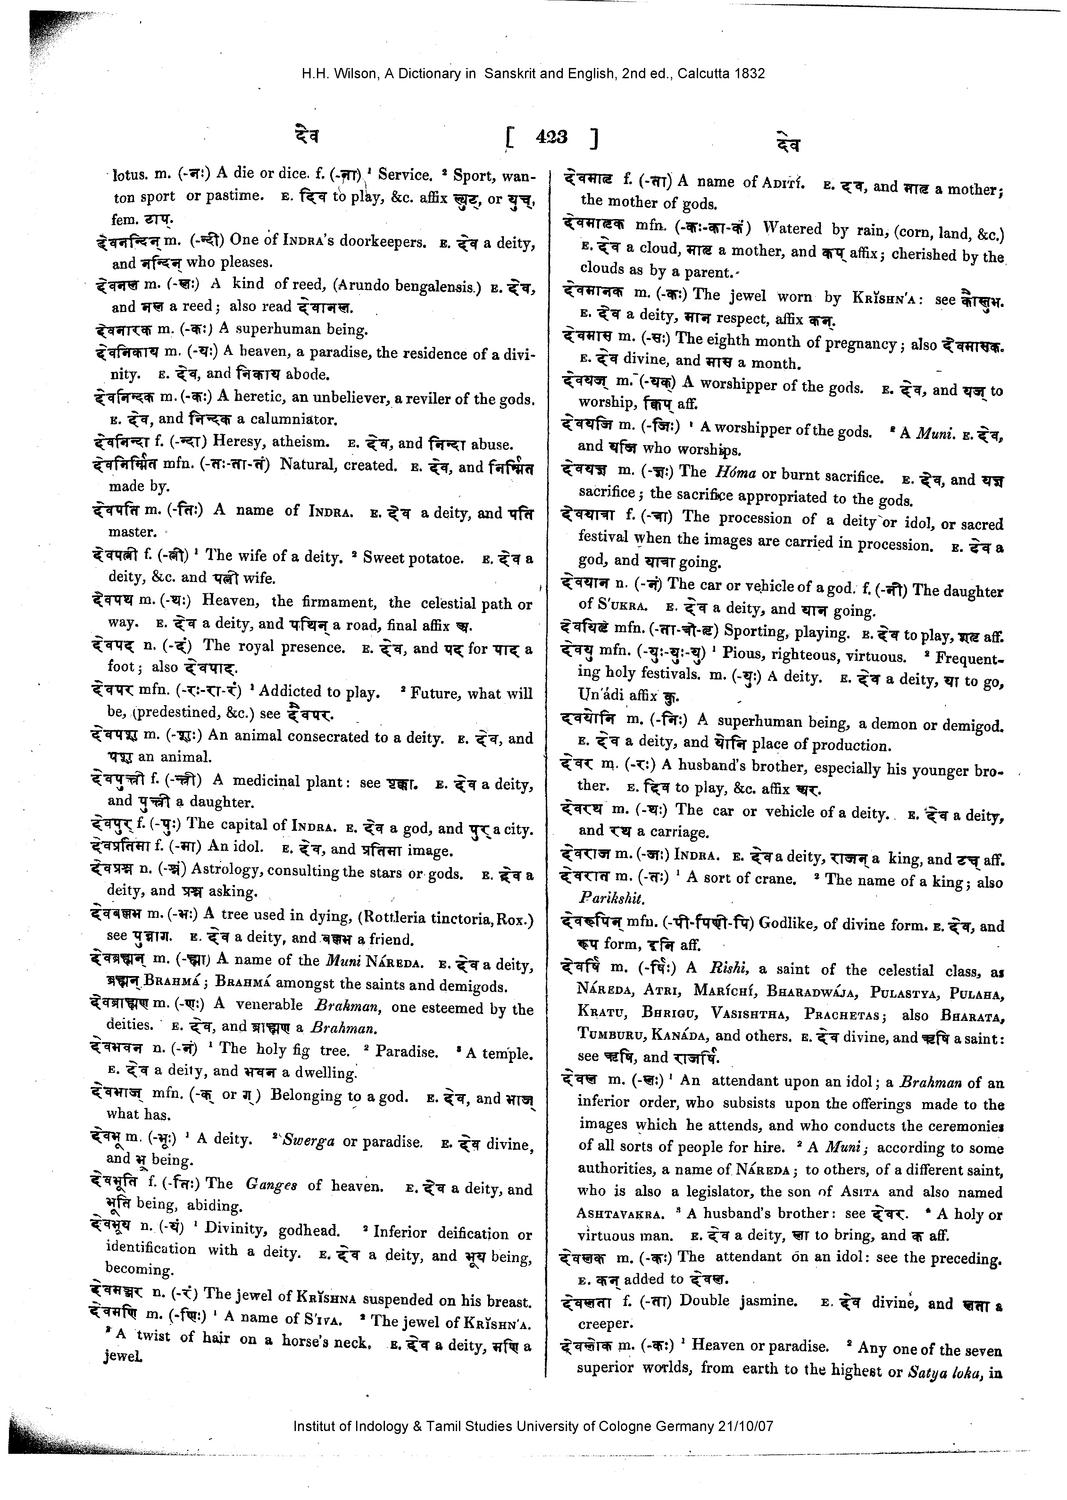 H.H. Wilson, A Dictionary in Sanskrit and English, 2nd ed., Calcutta 1832
देव
[ 423 ]
देव
lotus. m. (-नः) A die or dice. f. (-ना) ¹ Service. ² Sport, wan-
ton sport or pastime. E. दिव to play, &c. affix ल्युट्, or युच्,
fem. टाप्.
देवनन्दिन् m. (-न्दी) One of INDRA's doorkeepers. E. देव a deity,
and नन्दिन् who pleases.
देवनल m. (-लः) A kind of reed, (Arundo bengalensis.) E. देव,
and नल a reed; also read देवानल.
देवनारक m. (-कः) A superhuman being.
देवनिकाय m. (-यः) A heaven, a paradise, the residence of a divi-
nity. E. देव, and निकाय abode.
देवनिन्दक m. (-कः) A heretic, an unbeliever, a reviler of the gods.
E. देव, and निन्दक a calumniator.
देवनिन्दा f. (-न्दा) Heresy, atheism. E. देव, and निन्दा abuse.
देवनिर्म्मित mfn. (-तः-ता-तं) Natural, created. E. देव, and निर्म्मित
made by.
देवपति m. (-तिः) A name of INDRA. E. देव a deity, and पति
master.
देवपत्नी f. (-त्नी) ¹ The wife of a deity. ² Sweet potatoe. E. देव a
deity, &c. and पत्नी wife.
देवपथ m. (-थः) Heaven, the firmament, the celestial path or
way. E. देव a deity, and पथिन् a road, final affix अ.
देवपद n. (-दं) The royal presence. E. देव, and पद for पाद a
foot; also देवपाद.
देवपर mfn. (-रः-रा-रं) ¹ Addicted to play. ² Future, what will
be, (predestined, &c.) see दैवपर.
देवपशु m. (-शुः) An animal consecrated to a deity. E. देव, and
पशु an animal.
देवपुत्त्री f. (-त्त्री) A medicinal plant: see पृक्का. E. देव a deity,
and पुत्त्री a daughter.
देवपुर् f. (-पुः) The capital of INDRA. E. देव a god, and पुर् a city.
देवप्रतिमा f. (-मा) An idol. E. देव, and प्रतिमा image.
देवप्रश्न n. (-श्नं) Astrology, consulting the stars or gods. E. देव a
deity, and प्रश्न asking.
देवबल्लभ m. (-भः) A tree used in dying, (Rottleria tinctoria, Rox.)
see पुन्नाग. E. देव a deity, and बल्लभ a friend.
देवब्रह्मन् m. (-ह्मा) A name of the Muni NÁREDA. E. देव a deity,
ब्रह्मन् BRAHMÁ; BRAHMÁ amongst the saints and demigods.
देवब्राह्मण m. (-णः) A venerable Brahman, one esteemed by the
deities. E. देव, and ब्राह्मण a Brahman.
देवभवन n. (-नं) ¹ The holy fig tree. ² Paradise. ³ A temple.
E. देव a deity, and भवन a dwelling.
देवभाज् mfn. (-क् or ग्) Belonging to a god. E. देव, and भाज्
what has.
देवभू m. (-भूः) ¹ A deity. ² Swerga or paradise. E. देव divine,
and भू being.
देवभूति f. (-तिः) The Ganges of heaven. E. देव a deity, and
भूति being, abiding.
देवभूय n. (-यं) ¹ Divinity, godhead. ² Inferior deification or
identification with a deity. E. देव a deity, and भूय being,
becoming.
देवमञ्जर n. (-रं) The jewel of KRĬSHNA suspended on his breast.
देवमणि m. (-णिः) ¹ A name of S'IVA. ² The jewel of KRĬSHN'A.
³ A twist of hair on a horse's neck. E. देव a deity, मणि a
jewel.
देवमातृ f. (-ता) A name of ADITÍ. E. देव, and मातृ a mother;
the mother of gods.
देवमातृक mfn. (-कः-का-कं) Watered by rain, (corn, land, &c.)
E. देव a cloud, मातृ a mother, and कप् affix; cherished by the
clouds as by a parent.
देवमानक m. (-कः) The jewel worn by KRĬSHN'A: see कौस्तुभ.
E. देव a deity, मान respect, affix कन्.
देवमास m. (-सः) The eighth month of pregnancy; also देवमासक.
E. देव divine, and मास a month.
देवयज् m. (-यक्) A worshipper of the gods. E. देव, and यज् to
worship, क्विप् aff.
देवयजि m. (-जिः) ¹ A worshipper of the gods. ² A Muni. E. देव,
and यजि who worships.
देवयज्ञ m. (-ज्ञः) The Hóma or burnt sacrifice. E. देव, and यज्ञ
sacrifice; the sacrifice appropriated to the gods.
देवयात्रा f. (-त्रा) The procession of a deity or idol, or sacred
festival when the images are carried in procession. E. देव a
god, and यात्रा going.
देवयान n. (-नं) The car or vehicle of a god. f. (-नी) The daughter
of S'UKRA. E. देव a deity, and यान going.
देवयितृ mfn. (-ता-त्री-तृ) Sporting, playing. E. देव to play, तृच् aff.
देवयु mfn. (-युः-युः-यु) ¹ Pious, righteous, virtuous. ² Frequent-
ing holy festivals. m. (-युः) A deity. E. देव a deity, या to go,
Un'ádi affix कु.
देवयोनि m. (-निः) A superhuman being, a demon or demigod.
E. देव a deity, and योनि place of production.
देवर m. (-रः) A husband's brother, especially his younger bro-
ther. E. दिव to play, &c. affix अर.
देवरथ m. (-थः) The car or vehicle of a deity. E. देव a deity,
and रथ a carriage.
देवराज m. (-जः) INDRA. E. देव a deity, राजन् a king, and टच् aff.
देवरात m. (-तः) ¹ A sort of crane. ² The name of a king; also
Parikshit.
देवरूपिन् mfn. (-पी-पिणी-पि) Godlike, of divine form. E. देव, and
रूप form, इनि aff.
देवर्षि m. (-र्षिः) A Rishi, a saint of the celestial class, as
NÁREDA, ATRI, MARÍCHÍ, BHARADWÁJA, PULASTYA, PULAHA,
KRATU, BHRIGU, VASISHTHA, PRACHETAS; also BHARATA,
TUMBURU, KANÁDA, and others. E. देव divine, and ऋषि a saint:
see ऋषि, and राजर्षि.
देवल m. (-लः) ¹ An attendant upon an idol; a Brahman of an
inferior order, who subsists upon the offerings made to the
images which he attends, and who conducts the ceremonies
of all sorts of people for hire. ² A Muni; according to some
authorities, a name of NÁREDA; to others, of a different saint,
who is also a legislator, the son of ASITA and also named
ASHTAVAKRA. ³ A husband's brother: see देवर. ⁴ A holy or
virtuous man. E. देव a deity, ला to bring, and क aff.
देवलक m. (-कः) The attendant on an idol: see the preceding.
E. कन् added to देवल.
देवलता f. (-ता) Double jasmine. E. देव divine, and लता a
creeper.
देवलोक m. (-कः) ¹ Heaven or paradise. ² Any one of the seven
superior worlds, from earth to the highest or Satya loka, in
Institut of Indology & Tamil Studies University of Cologne Germany 21/10/07